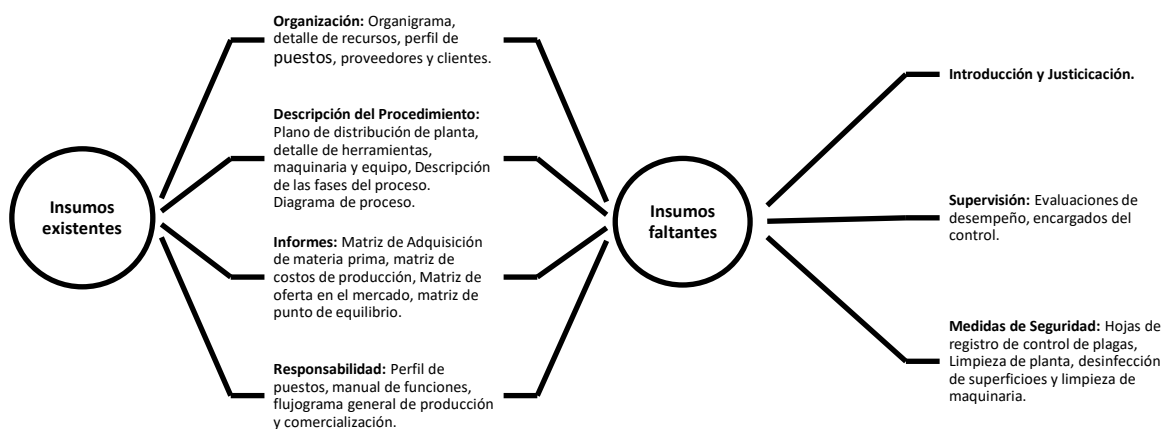 Insumos
existentes
Organización: Organigrama,
detalle de recursos, perfil de
puestos, proveedores y clientes.
Descripción del Procedimiento:
Plano de distribución de planta,
detalle de herramientas,
maquinaria y equipo, Descripción
de las fases del proceso.
Diagrama de proceso.
Informes: Matriz de Adquisición
de materia prima, matriz de
costos de producción, Matriz de
oferta en el mercado, matriz de
punto de equilibrio.
Responsabilidad: Perfil de
puestos, manual de funciones,
flujograma general de producción
y comercialización.
Insumos
faltantes
Introducción y Justicicación.
Supervisión: Evaluaciones de
desempeño, encargados del
control.
Medidas de Seguridad: Hojas de
registro de control de plagas,
Limpieza de planta, desinfección
de superficioes y limpieza de
maquinaria.